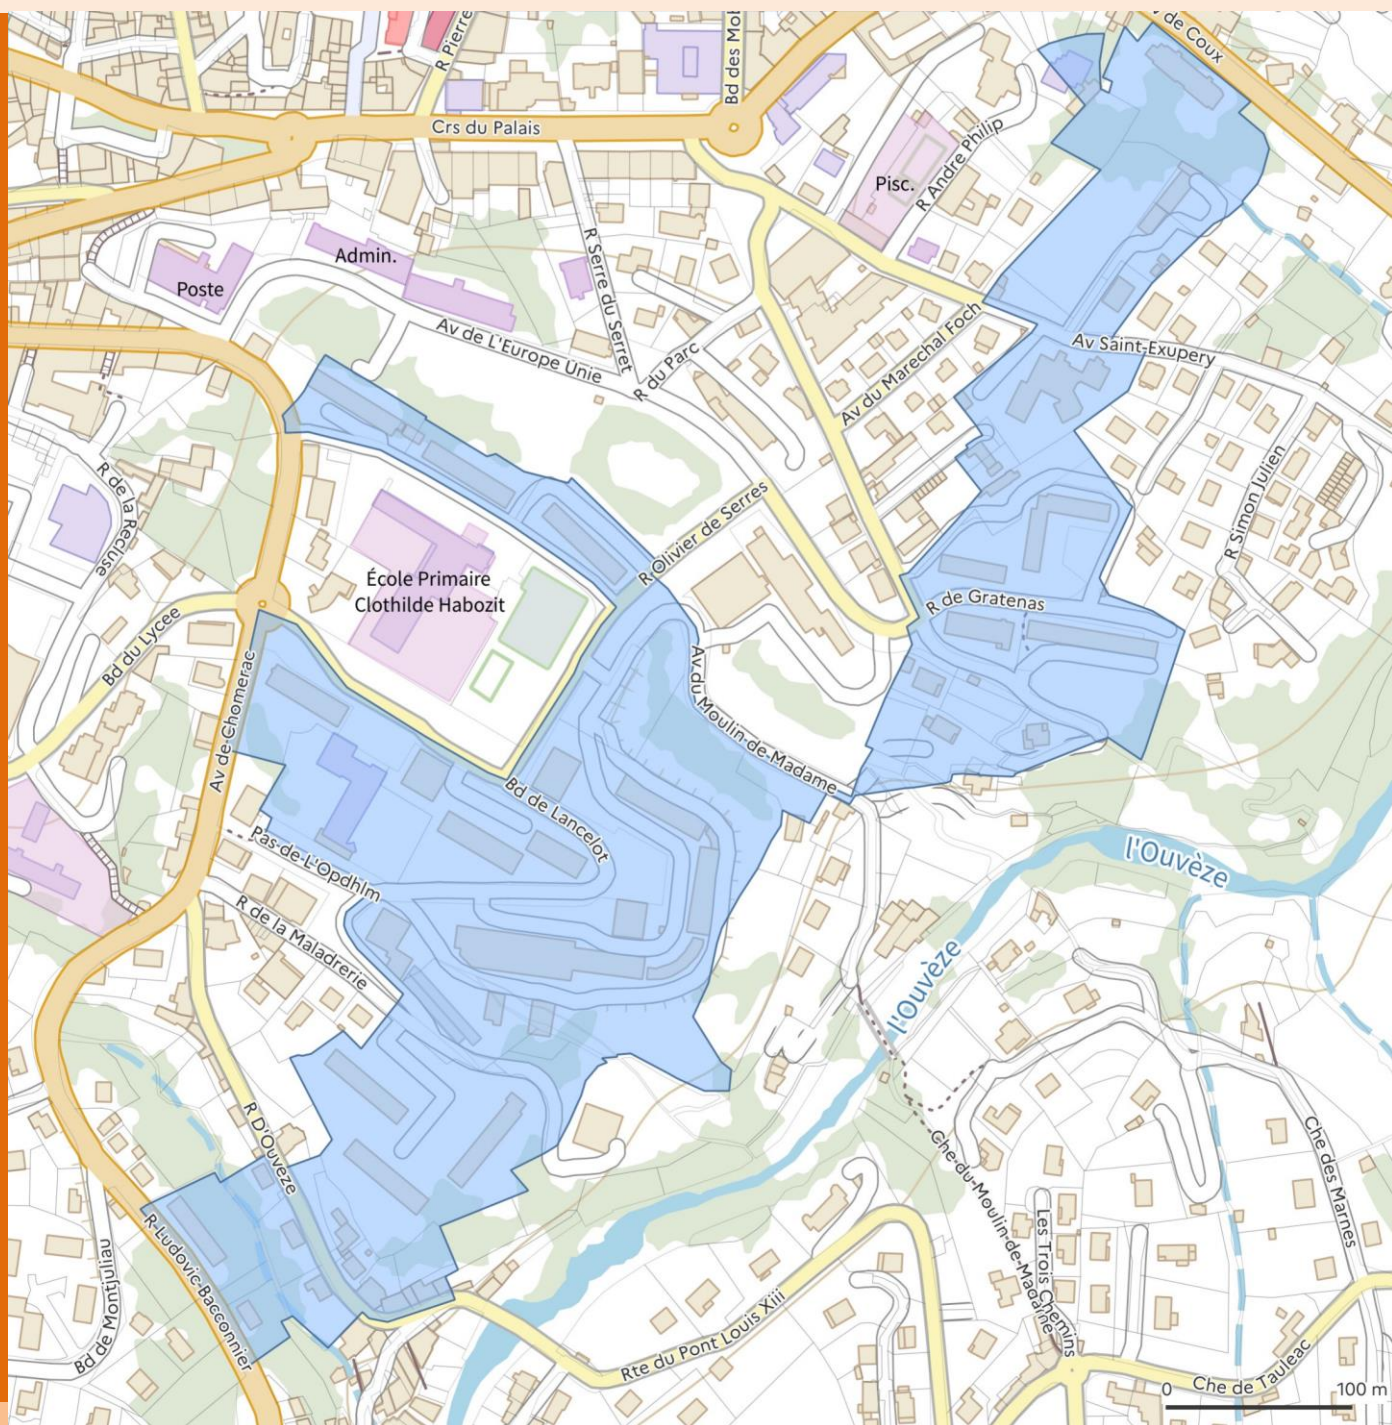 R Pierre
Bd des Mob
de Coux
Crs du Palais
R Andre Philip
Pisc.
Admin.
Poste
R Serre du Serret
Av de L'Europe Unie
R du Parc
Av du Marechal Foch
Av Saint-Exupery
R de la Recluse
R Simon Julien
R Olivier de Serres
École Primaire
Clothilde Habozit
R de Gratenas
Bd du Lycee
Av de Chomerac
Av du Moulin-de-Madame
Bd de Lancelot
Pas-de-L'Opdhlm
l'Ouvèze
R de la Maladrerie
l'Ouvèze
R D'Ouveze
Che-du-Moulin-de-Madame
Che des Marnes
Les Trois Chemins
R-Ludovic-Bacconnier
Bd de Montjuliau
Rte du Pont Louis Xiii
Che de Tauleac
0 100 m